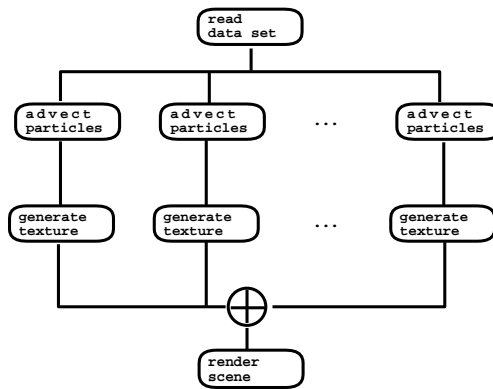 read
data set
advect
particles
advect
particles
...
advect
particles
generate
texture
generate
texture
...
generate
texture
render
scene